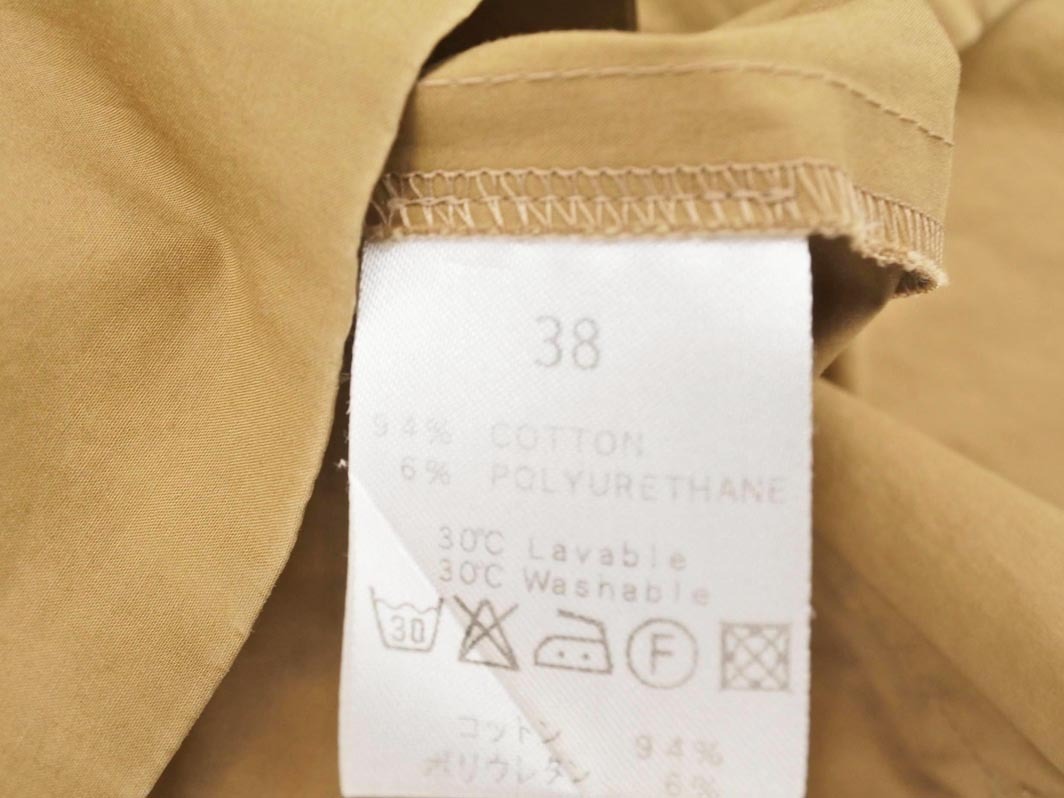 38
94% COTTON
6% POLYURETHANE
30℃ Lavable
30℃ Washable
30 F
コットン 94%
ポリウレタン 6%